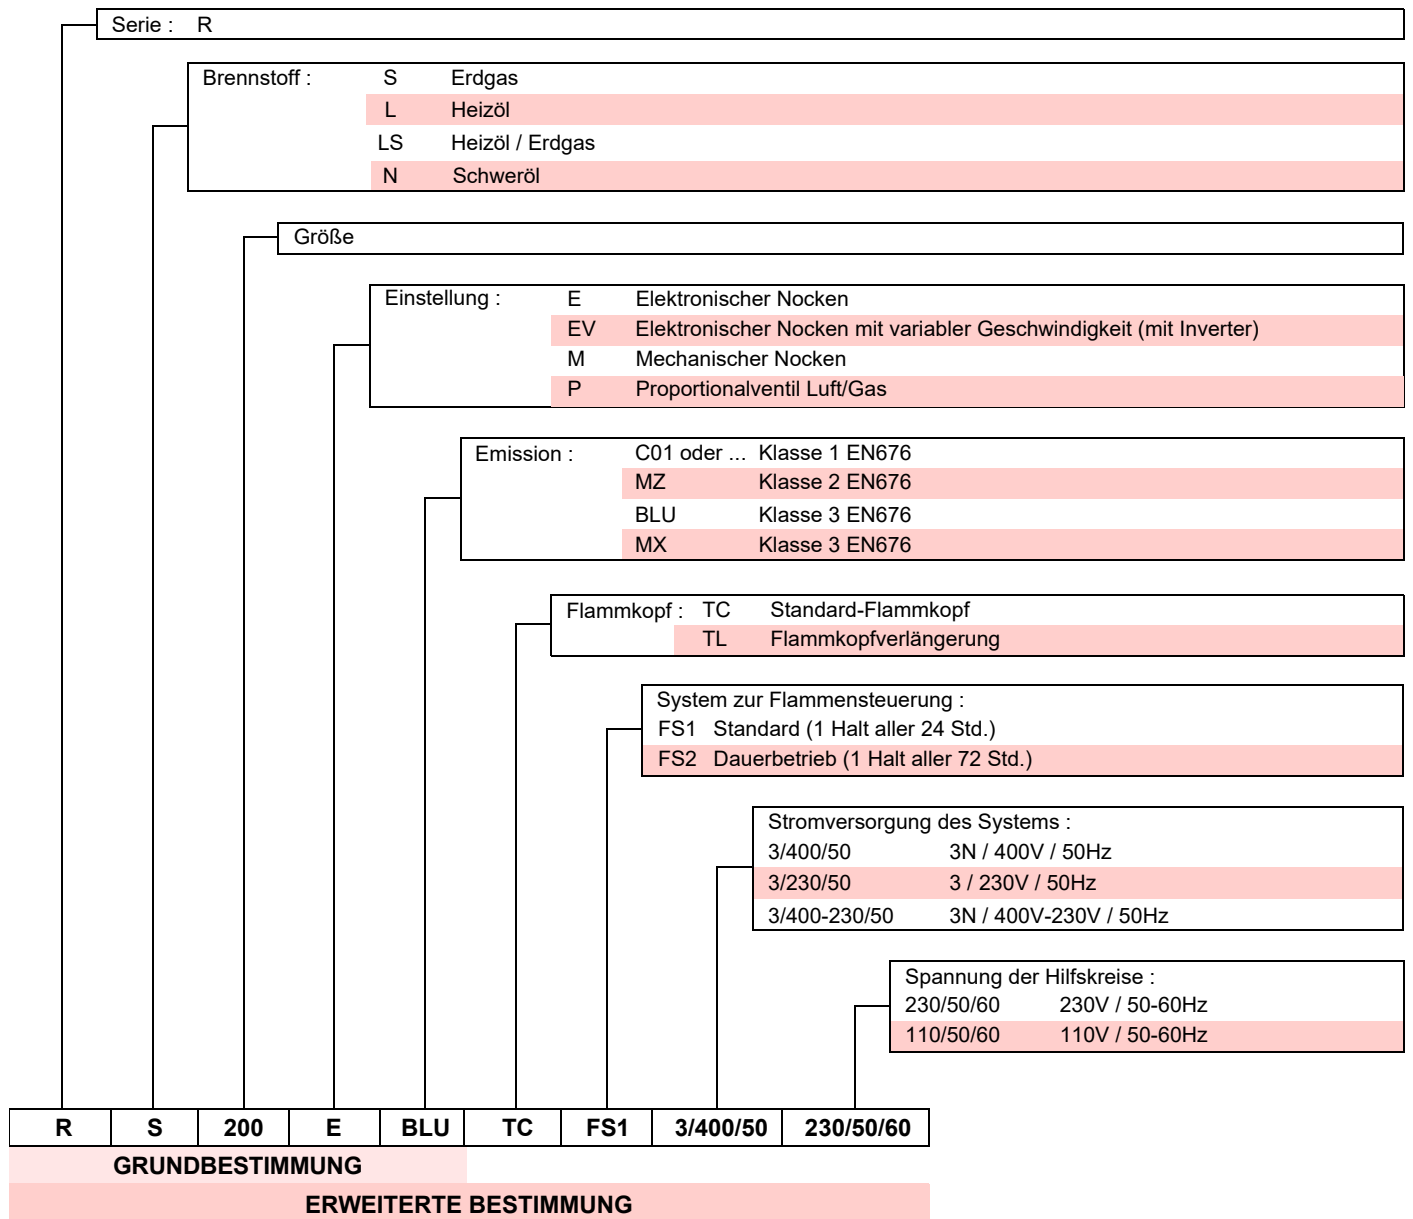 Serie : R
Brennstoff : S Erdgas
L Heizöl
LS Heizöl / Erdgas
N Schweröl
Größe
Einstellung : E Elektronischer Nocken
EV Elektronischer Nocken mit variabler Geschwindigkeit (mit Inverter)
M Mechanischer Nocken
P Proportionalventil Luft/Gas
Emission : C01 oder ... Klasse 1 EN676
MZ Klasse 2 EN676
BLU Klasse 3 EN676
MX Klasse 3 EN676
Flammkopf : TC Standard-Flammkopf
TL Flammkopfverlängerung
System zur Flammensteuerung :
FS1 Standard (1 Halt aller 24 Std.)
FS2 Dauerbetrieb (1 Halt aller 72 Std.)
Stromversorgung des Systems :
3/400/50 3N / 400V / 50Hz
3/230/50 3 / 230V / 50Hz
3/400-230/50 3N / 400V-230V / 50Hz
Spannung der Hilfskreise :
230/50/60 230V / 50-60Hz
110/50/60 110V / 50-60Hz
R S 200 E BLU TC FS1 3/400/50 230/50/60
GRUNDBESTIMMUNG
ERWEITERTE BESTIMMUNG